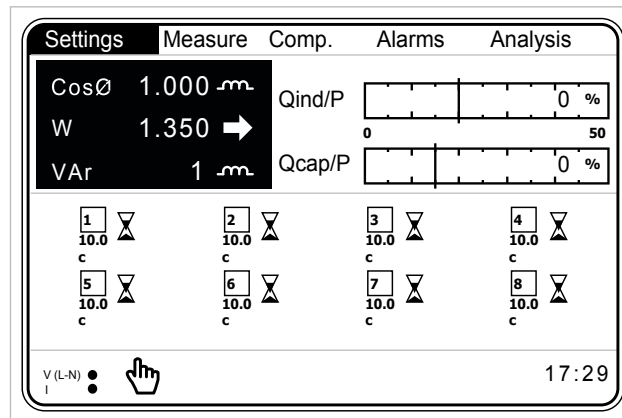 Settings Measure Comp. Alarms Analysis
CosØ 1.000
W 1.350
VAr 1
Qind/P 0 %
0 50
Qcap/P 0 %
1 2 3 4
10.0 10.0 10.0 10.0
c c c c
5 6 7 8
10.0 10.0 10.0 10.0
c c c c
V (L-N)
I
17:29